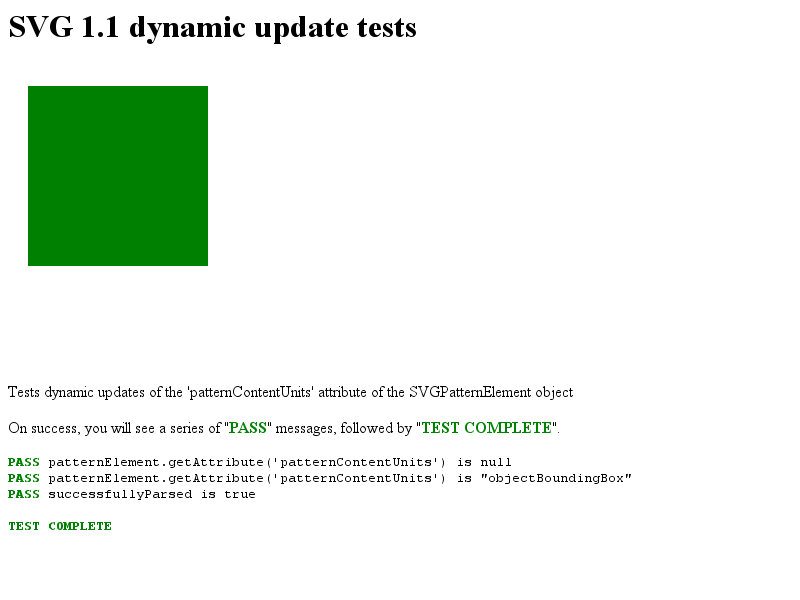 SVG 1.1 dynamic update tests
Tests dynamic updates of the 'patternContentUnits' attribute of the SVGPatternElement object
On success, you will see a series of "PASS" messages, followed by "TEST COMPLETE".
PASS patternElement.getAttribute('patternContentUnits') is null
PASS patternElement.getAttribute('patternContentUnits') is "objectBoundingBox"
PASS successfullyParsed is true
TEST COMPLETE